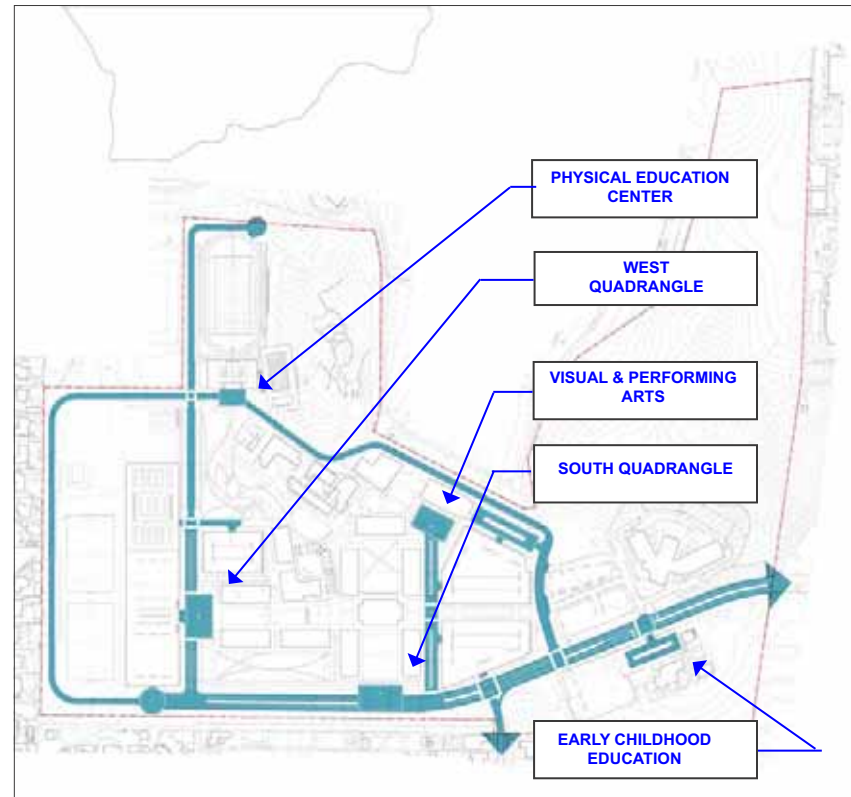 PHYSICAL EDUCATION
CENTER
WEST
QUADRANGLE
VISUAL & PERFORMING
ARTS
SOUTH QUADRANGLE
EARLY CHILDHOOD
EDUCATION